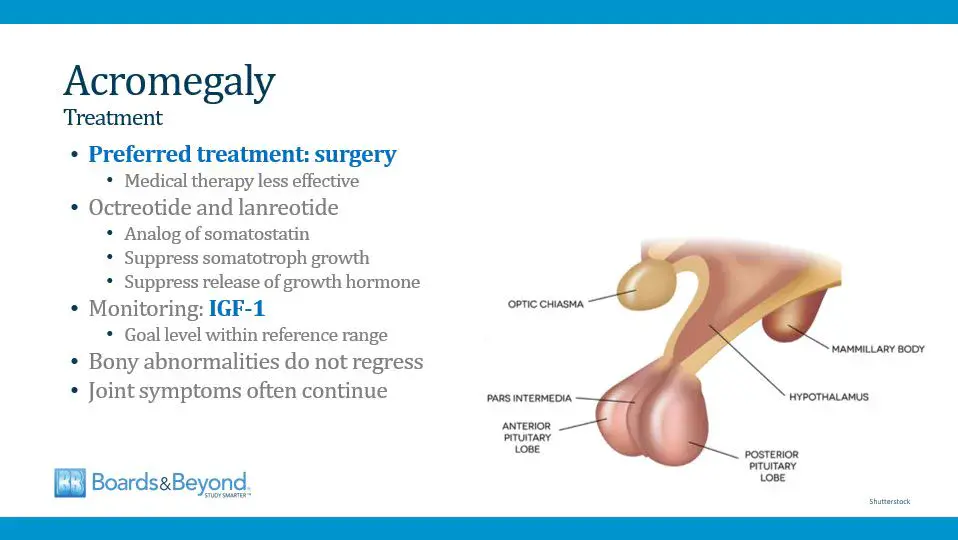 Acromegaly
Treatment
• Preferred treatment: surgery
• Medical therapy less effective
• Octreotide and lanreotide
• Analog of somatostatin
• Suppress somatotroph growth
• Suppress release of growth hormone
• Monitoring: IGF-1
• Goal level within reference range
• Bony abnormalities do not regress
• Joint symptoms often continue
OPTIC CHIASMA
MAMMILLARY BODY
HYPOTHALAMUS
PARS INTERMEDIA
ANTERIOR
PITUITARY
LOBE
POSTERIOR
PITUITARY
LOBE
BB Boards&Beyond.
STUDY SMARTER™
Shutterstock